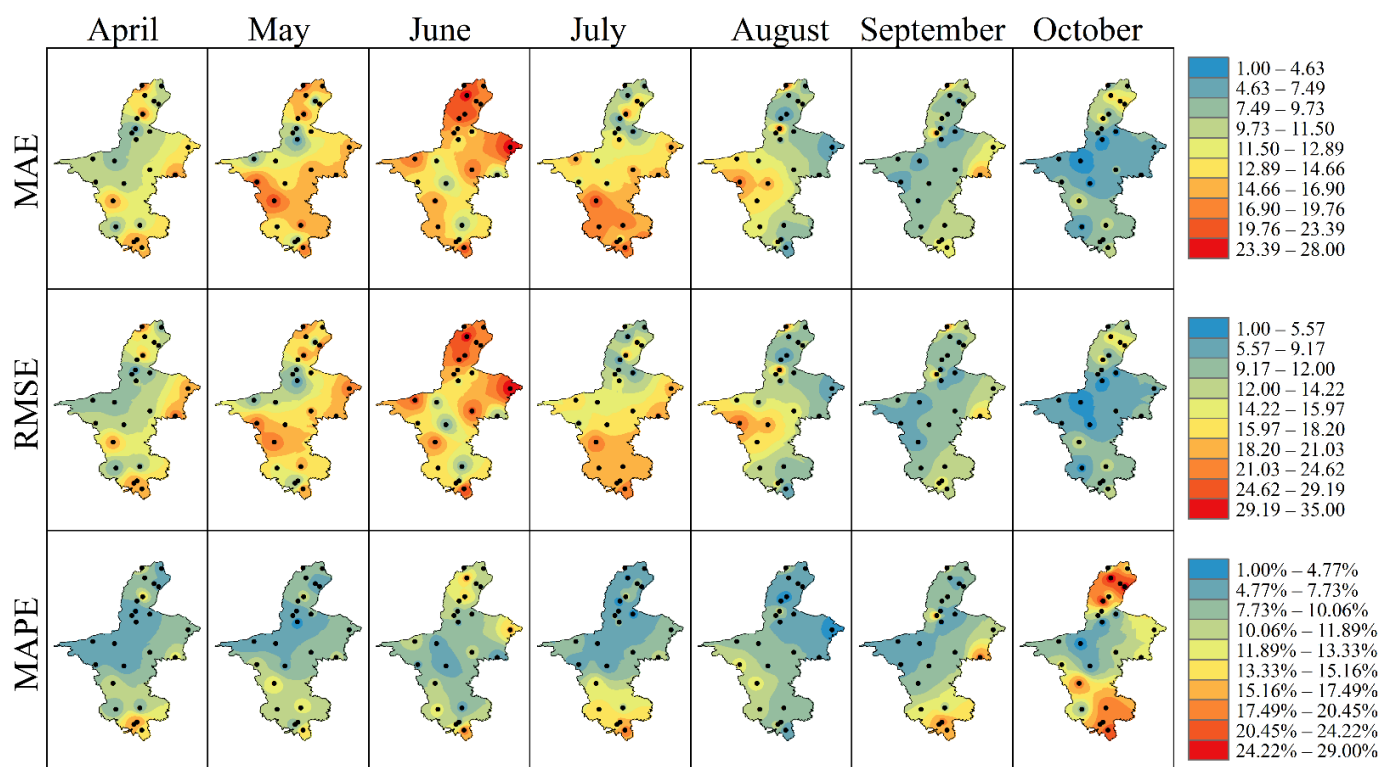 April May June July August September October
MAE
1.00 – 4.63
4.63 – 7.49
7.49 – 9.73
9.73 – 11.50
11.50 – 12.89
12.89 – 14.66
14.66 – 16.90
16.90 – 19.76
19.76 – 23.39
23.39 – 28.00
RMSE
1.00 – 5.57
5.57 – 9.17
9.17 – 12.00
12.00 – 14.22
14.22 – 15.97
15.97 – 18.20
18.20 – 21.03
21.03 – 24.62
24.62 – 29.19
29.19 – 35.00
MAPE
1.00% – 4.77%
4.77% – 7.73%
7.73% – 10.06%
10.06% – 11.89%
11.89% – 13.33%
13.33% – 15.16%
15.16% – 17.49%
17.49% – 20.45%
20.45% – 24.22%
24.22% – 29.00%